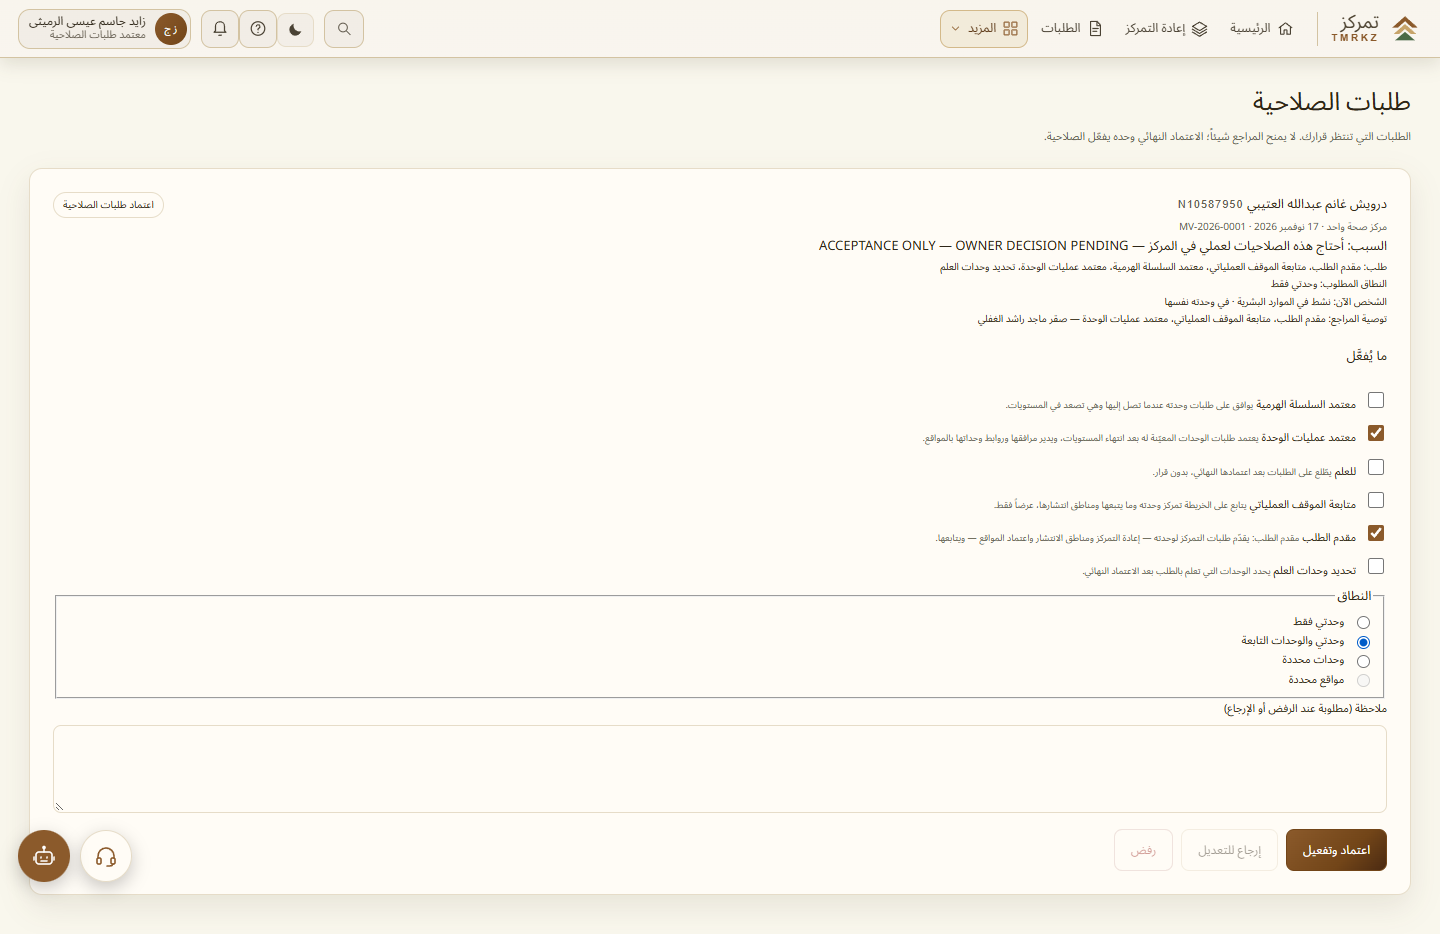 تمركز
TMRKZ
الرئيسية
إعادة التمركز
الطلبات
المزيد
زايد جاسم عيسى الرميثي
معتمد طلبات الصلاحية
ز ج
طلبات الصلاحية
الطلبات التي تنتظر قرارك. لا يمنح المراجع شيئاً؛ الاعتماد النهائي وحده يفعّل الصلاحية.
درويش غانم عبدالله العتيبي N10587950
اعتماد طلبات الصلاحية
مركز صحة واحد · 17 نوفمبر 2026 · MV-2026-0001
السبب: أحتاج هذه الصلاحيات لعملي في المركز — ACCEPTANCE ONLY — OWNER DECISION PENDING
طلب: مقدم الطلب، متابعة الموقف العملياتي، معتمد السلسلة الهرمية، معتمد عمليات الوحدة، تحديد وحدات العلم
النطاق المطلوب: وحدتي فقط
الشخص الآن: نشط في الموارد البشرية · في وحدته نفسها
توصية المراجع: مقدم الطلب، متابعة الموقف العملياتي، معتمد عمليات الوحدة — صقر ماجد راشد الغفلي
ما يُفعَّل
معتمد السلسلة الهرمية يوافق على طلبات وحدته عندما تصل إليها وهي تصعد في المستويات.
معتمد عمليات الوحدة يعتمد طلبات الوحدات المعيّنة له بعد انتهاء المستويات، ويدير مرافقها وروابط وحداتها بالمواقع.
للعلم يطّلع على الطلبات بعد اعتمادها النهائي، بدون قرار.
متابعة الموقف العملياتي يتابع على الخريطة تمركز وحدته وما يتبعها ومناطق انتشارها، عرضاً فقط.
مقدم الطلب مقدم الطلب: يقدّم طلبات التمركز لوحدته — إعادة التمركز ومناطق الانتشار واعتماد المواقع — ويتابعها.
تحديد وحدات العلم يحدد الوحدات التي تعلم بالطلب بعد الاعتماد النهائي.
النطاق
وحدتي فقط
وحدتي والوحدات التابعة
وحدات محددة
مواقع محددة
ملاحظة (مطلوبة عند الرفض أو الإرجاع)
اعتماد وتفعيل
إرجاع للتعديل
رفض